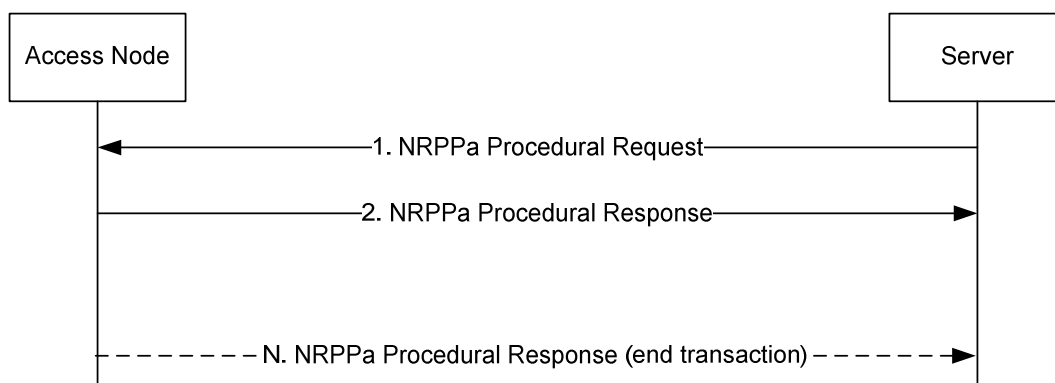 Access Node
Server
1. NRPPa Procedural Request
2. NRPPa Procedural Response
N. NRPPa Procedural Response (end transaction)